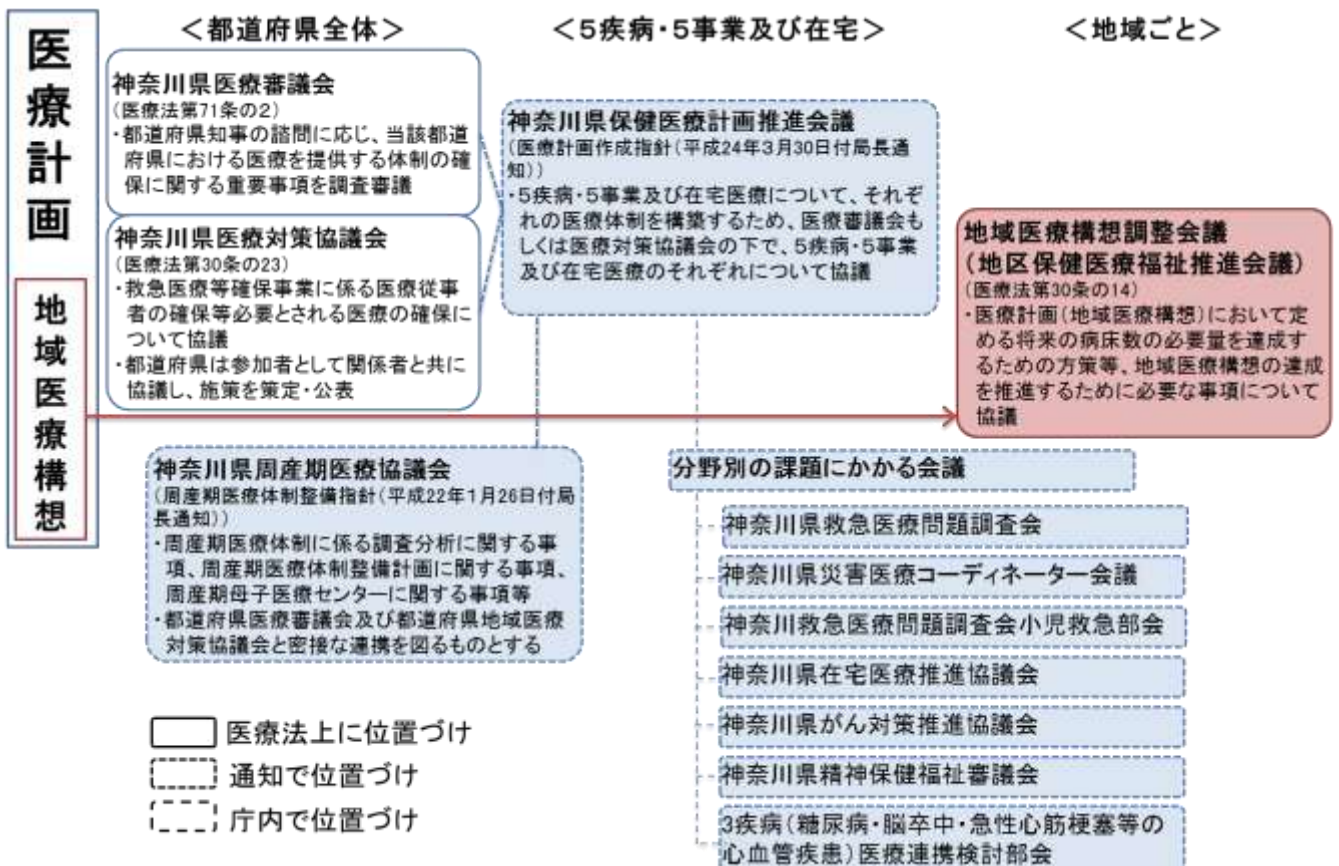 医療計画
地域医療構想
＜都道府県全体＞
＜5疾病・5事業及び在宅＞
＜地域ごと＞
神奈川県医療審議会
(医療法第71条の2)
・都道府県知事の諮問に応じ、当該都道
府県における医療を提供する体制の確
保に関する重要事項を調査審議
神奈川県医療対策協議会
(医療法第30条の23)
・救急医療等確保事業に係る医療従事
者の確保等必要とされる医療の確保に
ついて協議
・都道府県は参加者として関係者と共に
協議し、施策を策定・公表
神奈川県保健医療計画推進会議
(医療計画作成指針(平成24年3月30日付局長通
知))
・5疾病・5事業及び在宅医療について、それぞ
れの医療体制を構築するため、医療審議会も
しくは医療対策協議会の下で、5疾病・5事業
及び在宅医療のそれぞれについて協議
地域医療構想調整会議
(地区保健医療福祉推進会議)
(医療法第30条の14)
・医療計画(地域医療構想)において定
める将来の病床数の必要量を達成す
るための方策等、地域医療構想の達成
を推進するために必要な事項について
協議
神奈川県周産期医療協議会
(周産期医療体制整備指針(平成22年1月26日付局
長通知))
・周産期医療体制に係る調査分析に関する事
項、周産期医療体制整備計画に関する事項、
周産期母子医療センターに関する事項等
・都道府県医療審議会及び都道府県地域医療
対策協議会と密接な連携を図るものとする
分野別の課題にかかる会議
神奈川県救急医療問題調査会
神奈川県災害医療コーディネーター会議
神奈川救急医療問題調査会小児救急部会
神奈川県在宅医療推進協議会
神奈川県がん対策推進協議会
神奈川県精神保健福祉審議会
3疾病(糖尿病・脳卒中・急性心筋梗塞等の
心血管疾患)医療連携検討部会
医療法上に位置づけ
通知で位置づけ
庁内で位置づけ